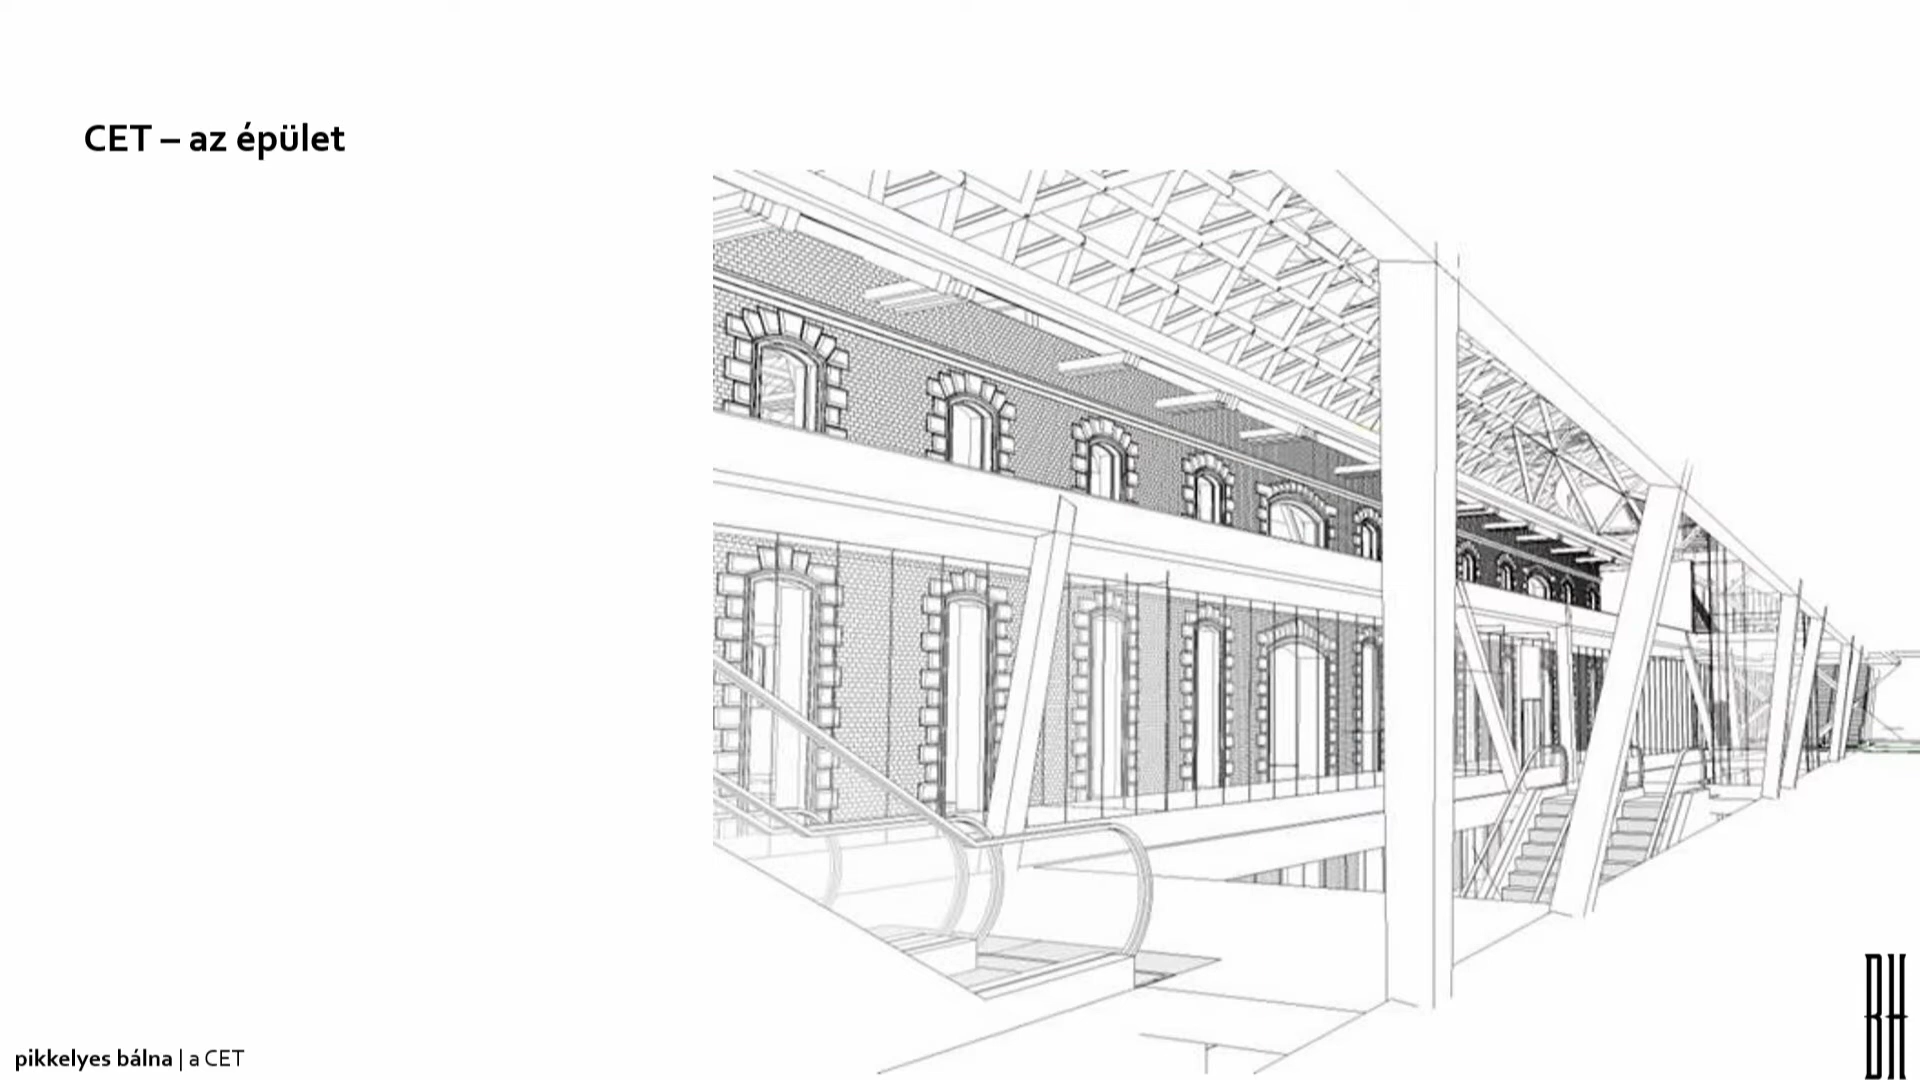 CET – az épület
pikkelyes bálna | a CET
BH